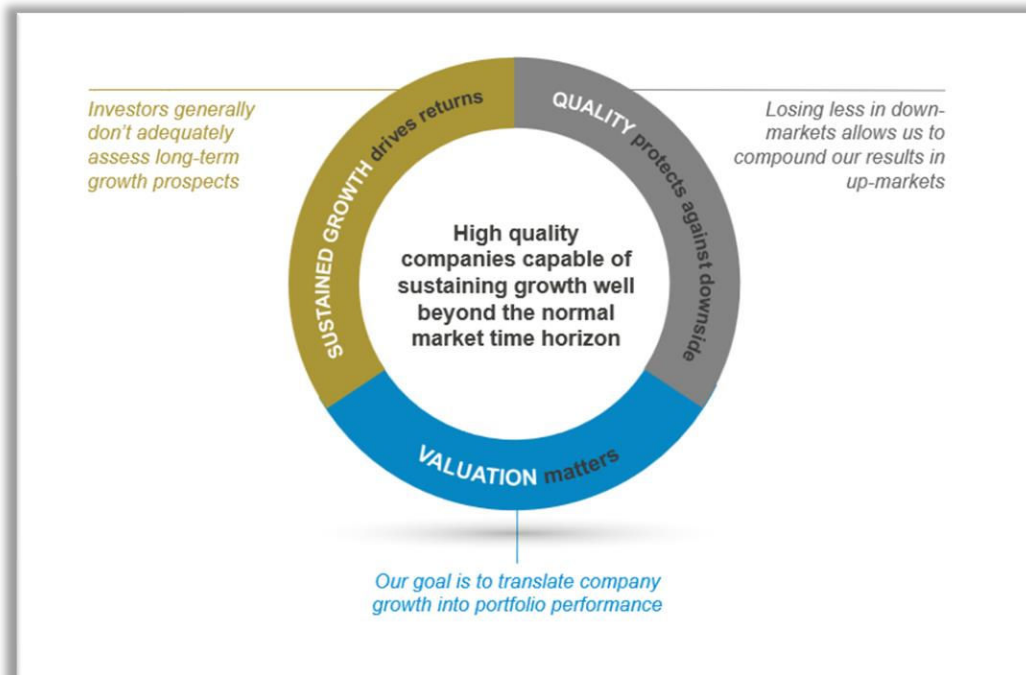 Investors generally
don't adequately
assess long-term
growth prospects
SUSTAINED GROWTH drives returns
QUALITY protects against downside
Losing less in down-
markets allows us to
compound our results in
up-markets
High quality
companies capable of
sustaining growth well
beyond the normal
market time horizon
VALUATION matters
Our goal is to translate company
growth into portfolio performance